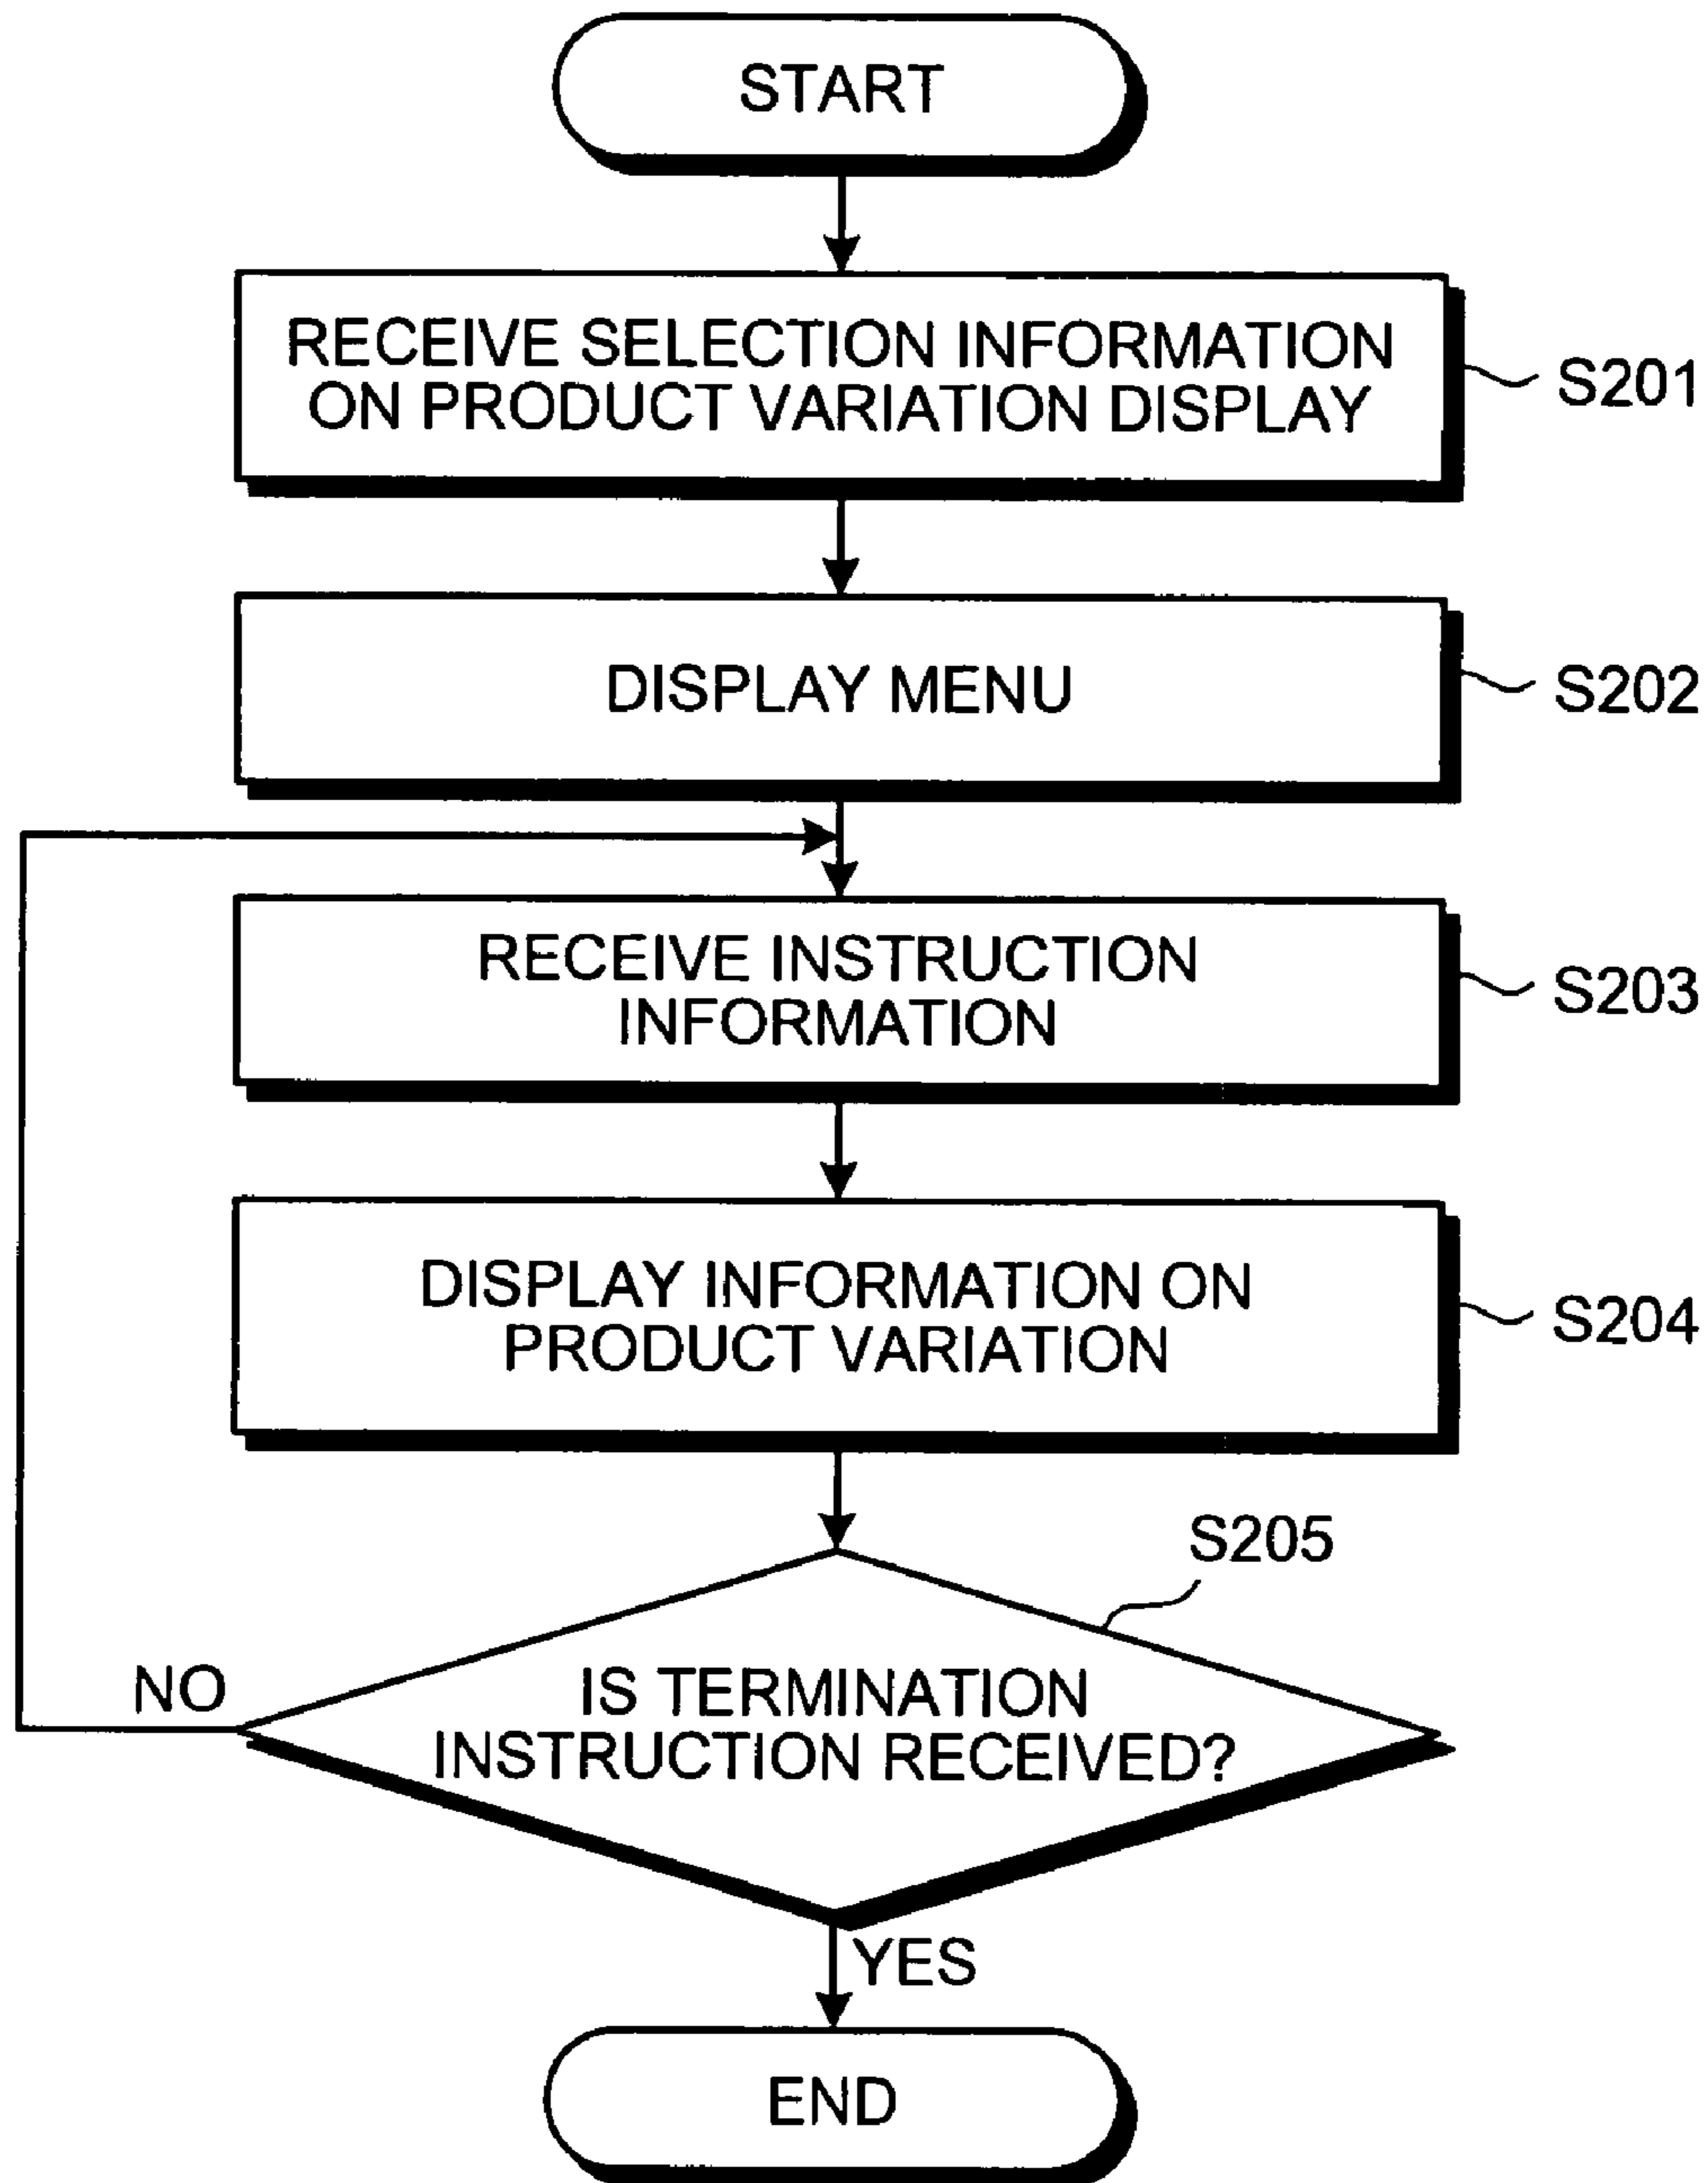 START
RECEIVE SELECTION INFORMATION
ON PRODUCT VARIATION DISPLAY
S201
DISPLAY MENU
S202
RECEIVE INSTRUCTION
INFORMATION
S203
DISPLAY INFORMATION ON
PRODUCT VARIATION
S204
S205
NO
IS TERMINATION
INSTRUCTION RECEIVED?
YES
END